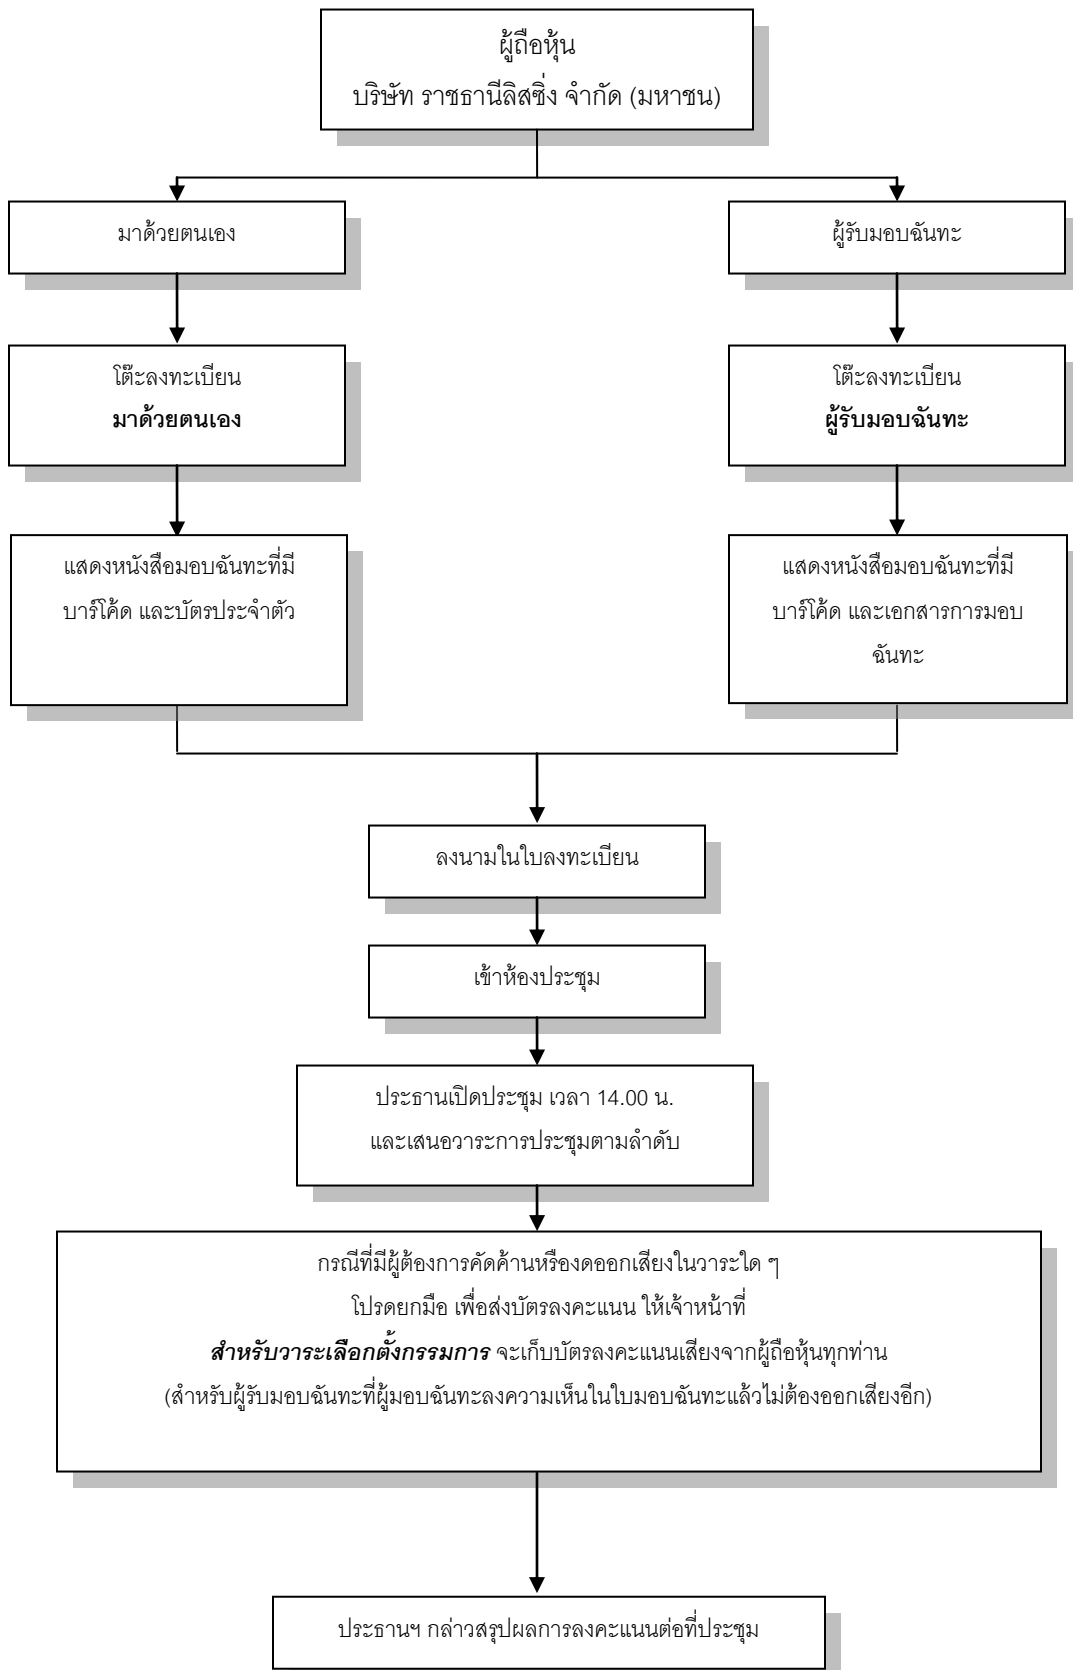 ผู้ถือหุ้น
บริษัท ราชธานีลิสซิ่ง จำกัด (มหาชน)
มาด้วยตนเอง
ผู้รับมอบฉันทะ
โต๊ะลงทะเบียน
มาด้วยตนเอง
โต๊ะลงทะเบียน
ผู้รับมอบฉันทะ
แสดงหนังสือมอบฉันทะที่มี
บาร์โค้ด และบัตรประจำตัว
แสดงหนังสือมอบฉันทะที่มี
บาร์โค้ด และเอกสารการมอบ
ฉันทะ
ลงนามในใบลงทะเบียน
เข้าห้องประชุม
ประธานเปิดประชุม เวลา 14.00 น.
และเสนอวาระการประชุมตามลำดับ
กรณีที่มีผู้ต้องการคัดค้านหรืองดออกเสียงในวาระใด ๆ
โปรดยกมือ เพื่อส่งบัตรลงคะแนน ให้เจ้าหน้าที่
สำหรับวาระเลือกตั้งกรรมการ จะเก็บบัตรลงคะแนนเสียงจากผู้ถือหุ้นทุกท่าน
(สำหรับผู้รับมอบฉันทะที่ผู้มอบฉันทะลงความเห็นในใบมอบฉันทะแล้วไม่ต้องออกเสียงอีก)
ประธานฯ กล่าวสรุปผลการลงคะแนนต่อที่ประชุม